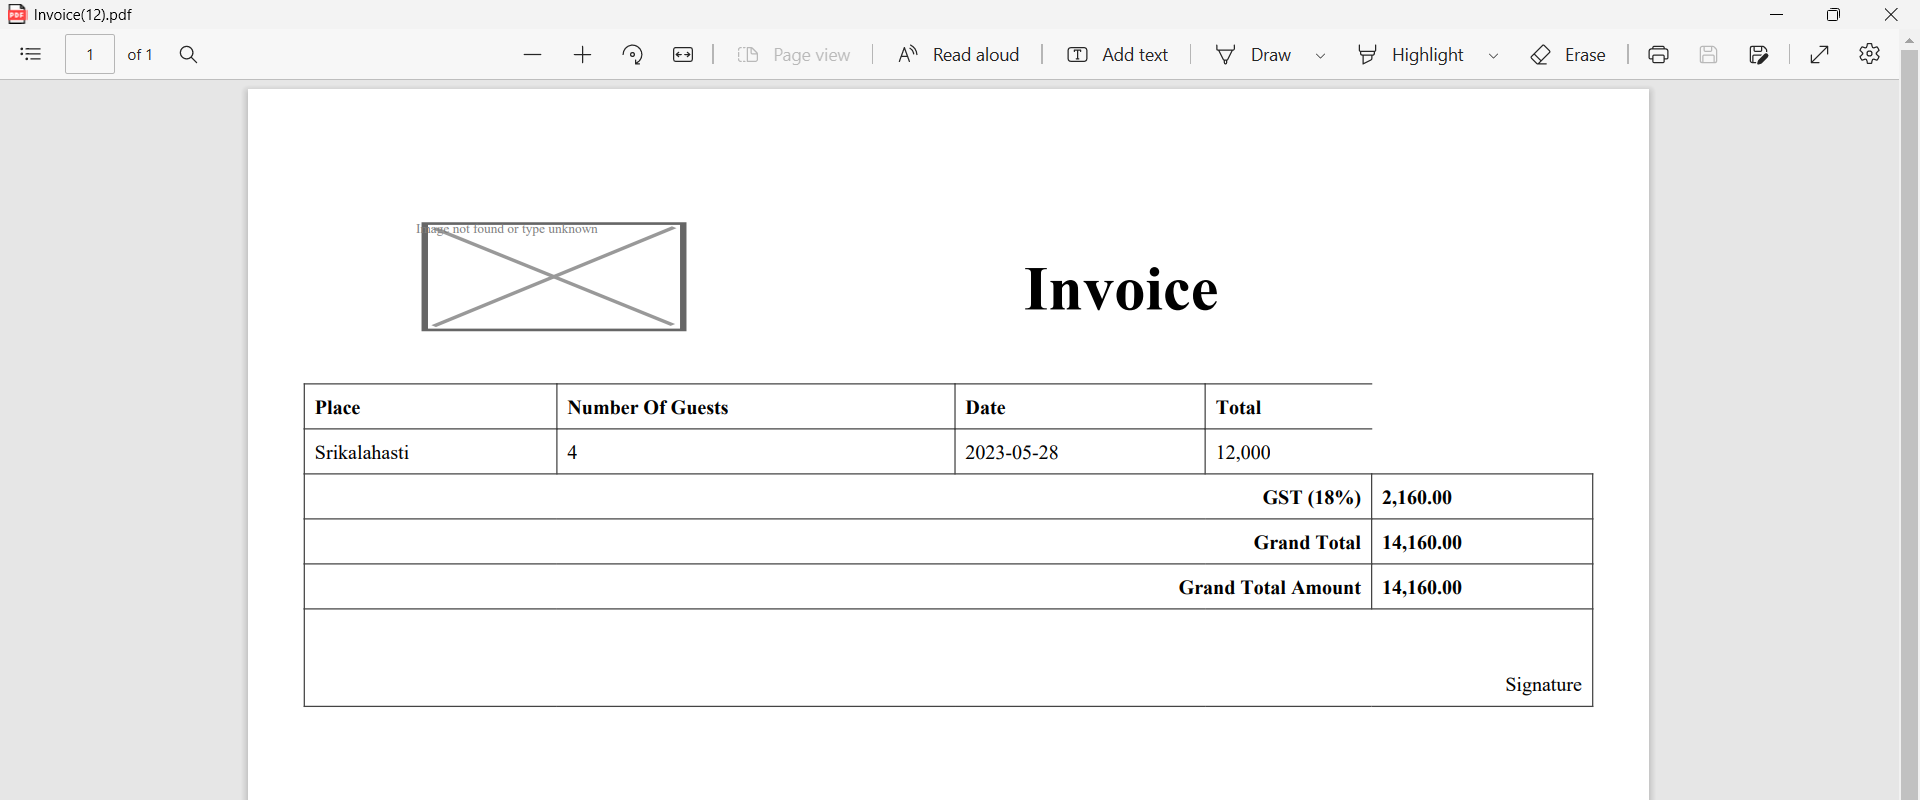 Invoice(12).pdf
1 of 1 Page view Read aloud Add text Draw Highlight Erase
Image not found or type unknown
Invoice
Place Number Of Guests Date Total
Srikalahasti 4 2023-05-28 12,000
GST (18%) 2,160.00
Grand Total 14,160.00
Grand Total Amount 14,160.00
Signature